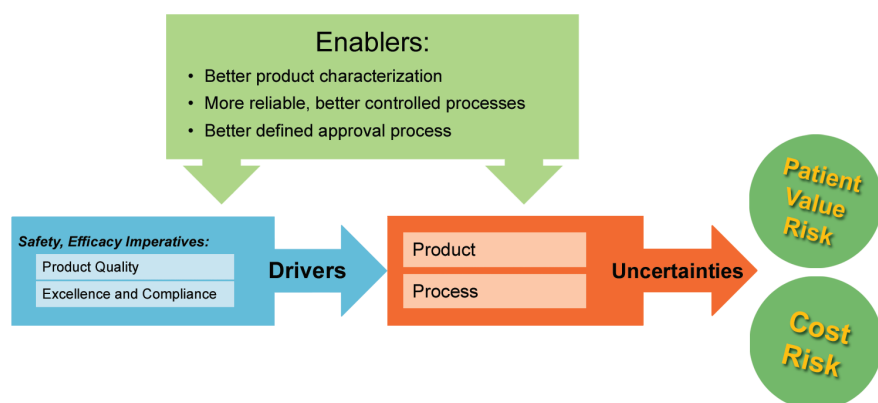 Enablers:
• Better product characterization
• More reliable, better controlled processes
• Better defined approval process
Safety, Efficacy Imperatives:
Product Quality
Excellence and Compliance
Drivers
Product
Process
Uncertainties
Patient
Value
Risk
Cost
Risk